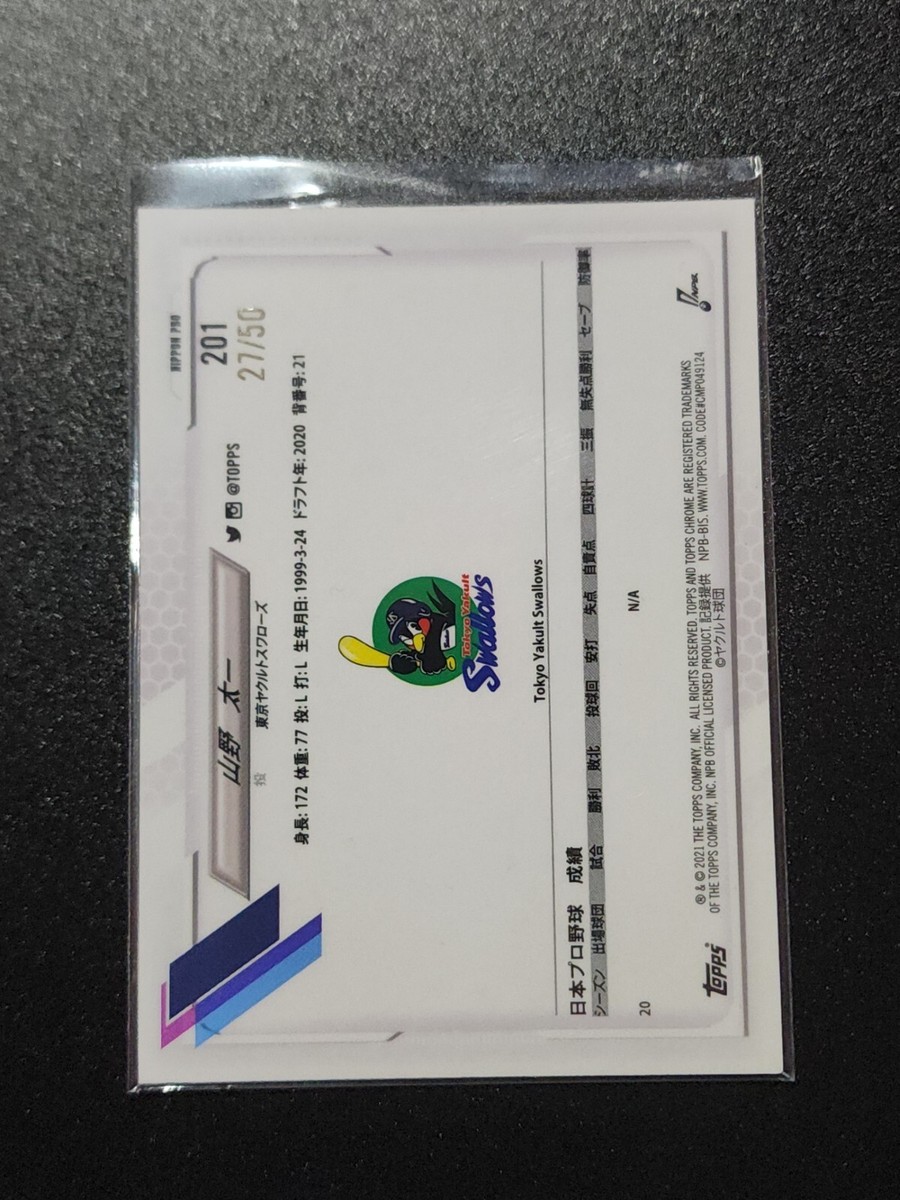 NIPPON PRO
201
27/50
@TOPPS
山野 太一
投 東京ヤクルトスワローズ
身長: 172 体重: 77 投: L 打: L 生年月日: 1999-3-24 ドラフト年: 2020 背番号: 21
Tokyo Yakult
Swallows
Tokyo Yakult Swallows
日本プロ野球 成績
シーズン 出場球団 試合 勝利 敗北 投球回 安打 失点 自責点 四球計 三振 無失点勝利 セーブ 防御率
20 N/A
TOPPS
® & © 2021 THE TOPPS COMPANY, INC. ALL RIGHTS RESERVED. TOPPS AND TOPPS CHROME ARE REGISTERED TRADEMARKS
OF THE TOPPS COMPANY, INC. NPB OFFICIAL LICENSED PRODUCT. 記録提供 NPB-BIS. WWW.TOPPS.COM. CODE#CMP049124
©ヤクルト球団
NPB